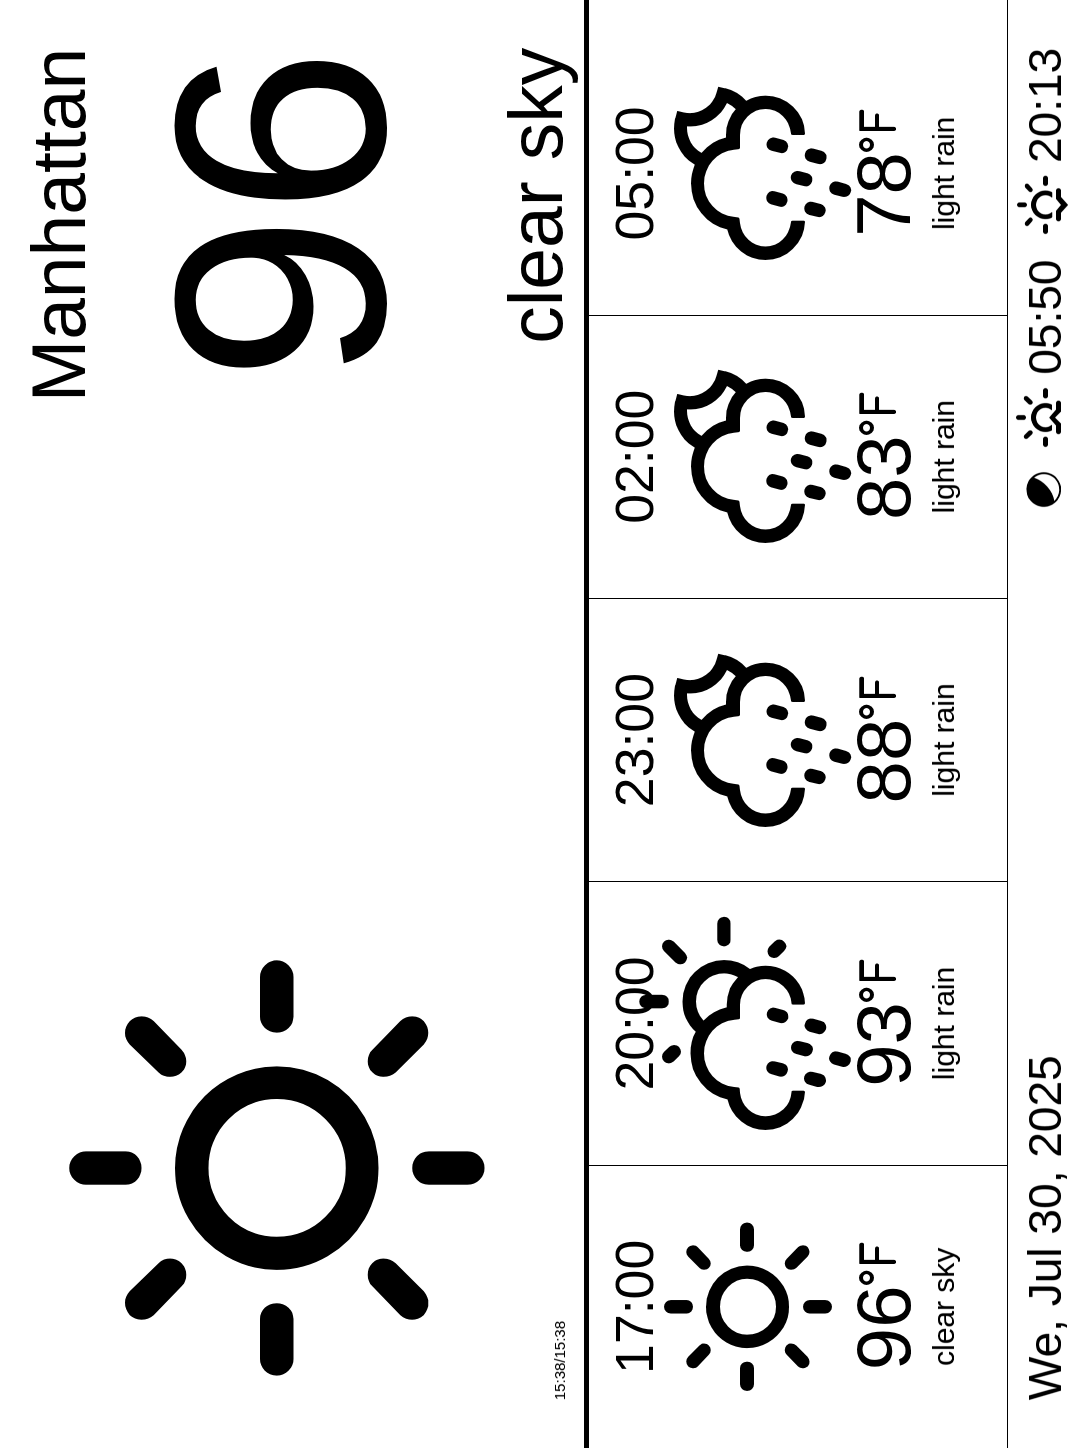 Manhattan
96
clear sky
15:38/15:38
17:00
96°F
clear sky
20:00
93°F
light rain
23:00
88°F
light rain
02:00
83°F
light rain
05:00
78°F
light rain
We, Jul 30, 2025
05:50
20:13